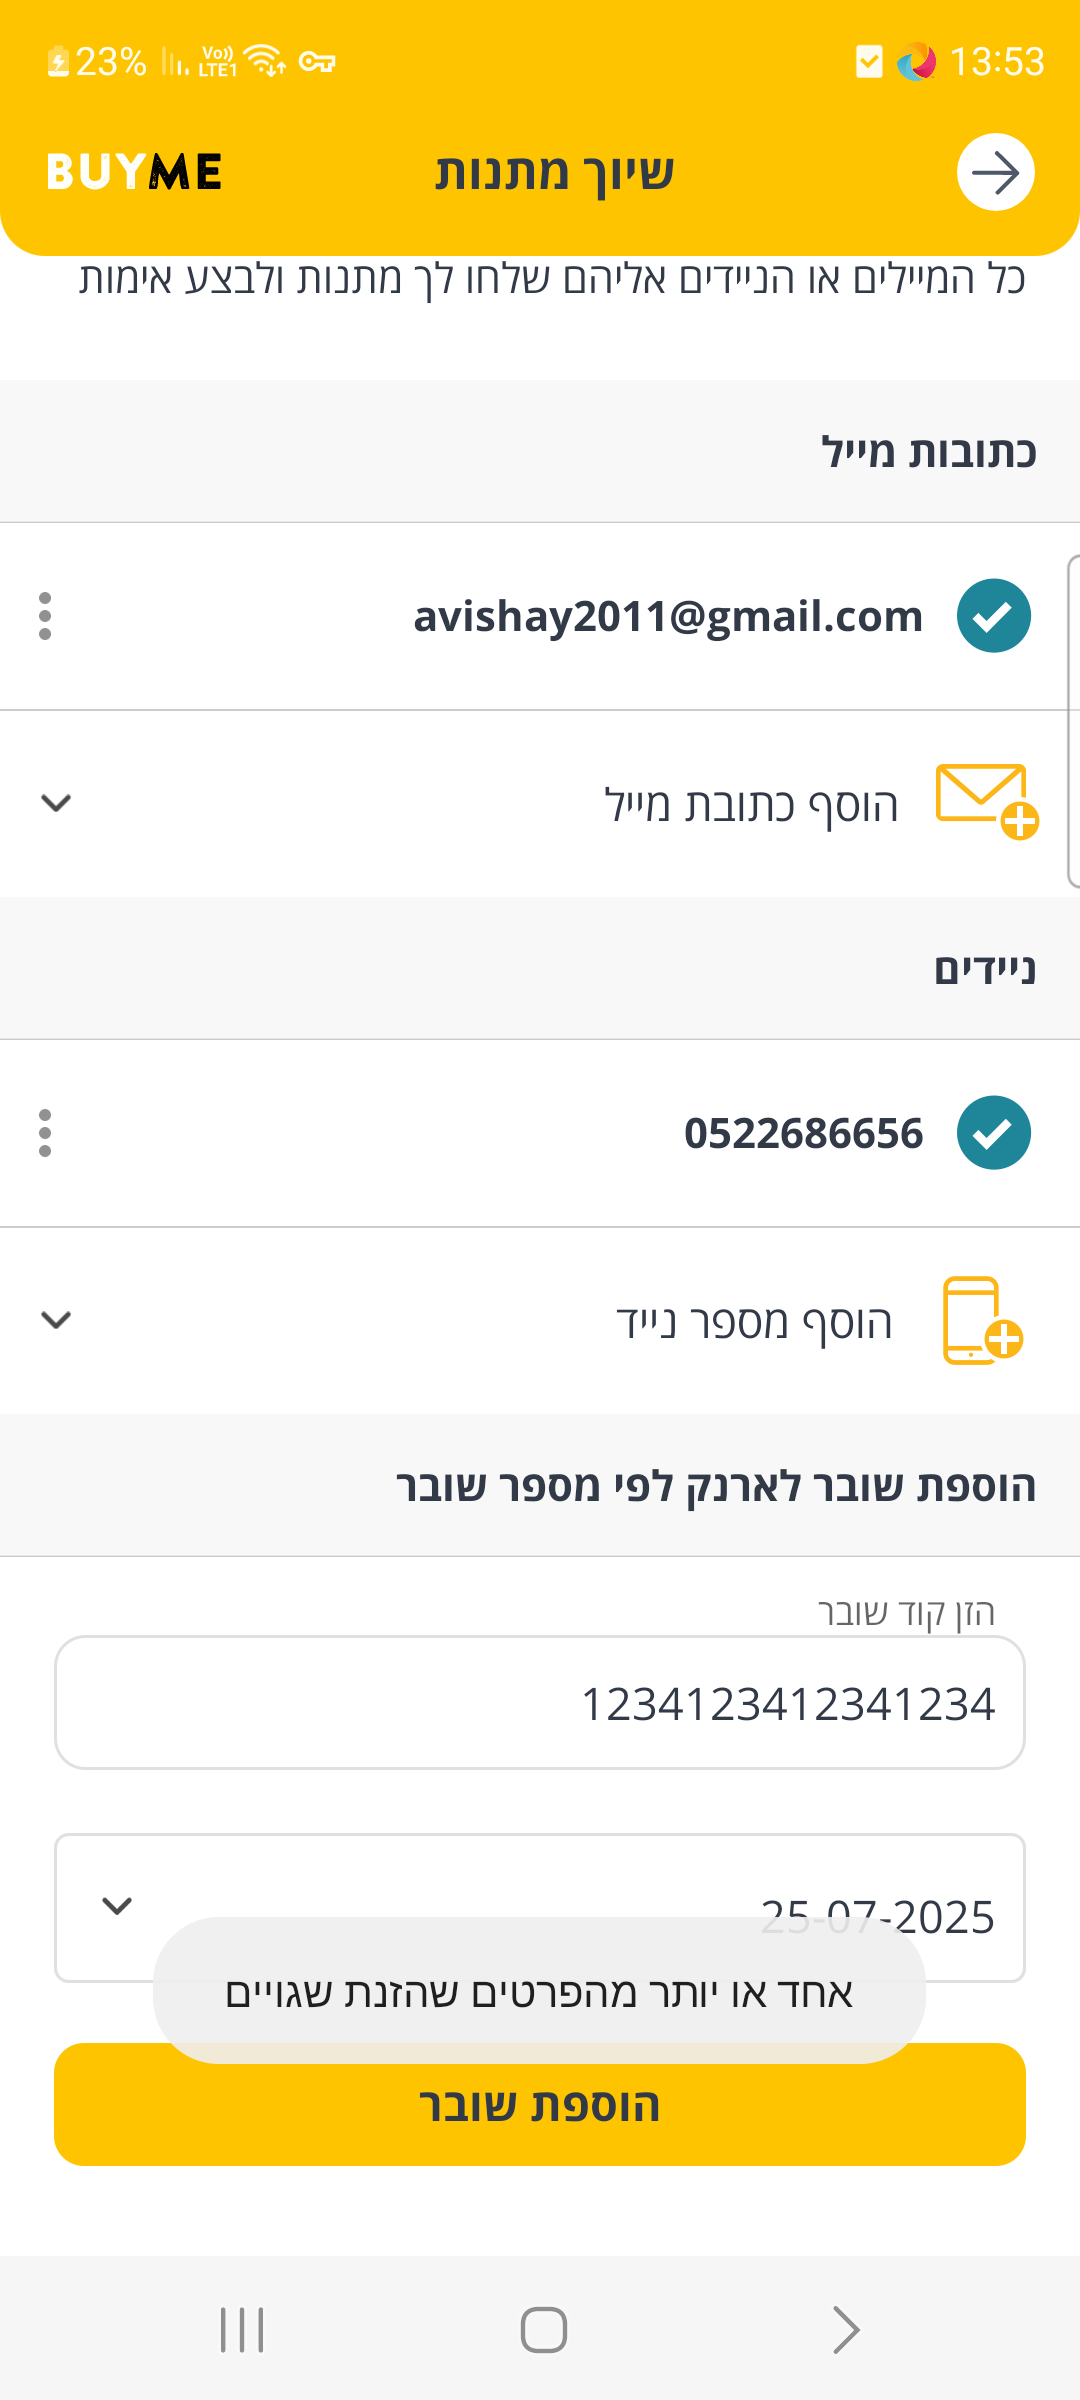 23% Vo)) LTE1 13:53
BUYME שיוך מתנות
כל המיילים או הניידים אליהם שלחו לך מתנות ולבצע אימות
כתובות מייל
avishay2011@gmail.com
הוסף כתובת מייל
ניידים
0522686656
הוסף מספר נייד
הוספת שובר לארנק לפי מספר שובר
הזן קוד שובר
1234123412341234
25-07-2025
אחד או יותר מהפרטים שהזנת שגויים
הוספת שובר